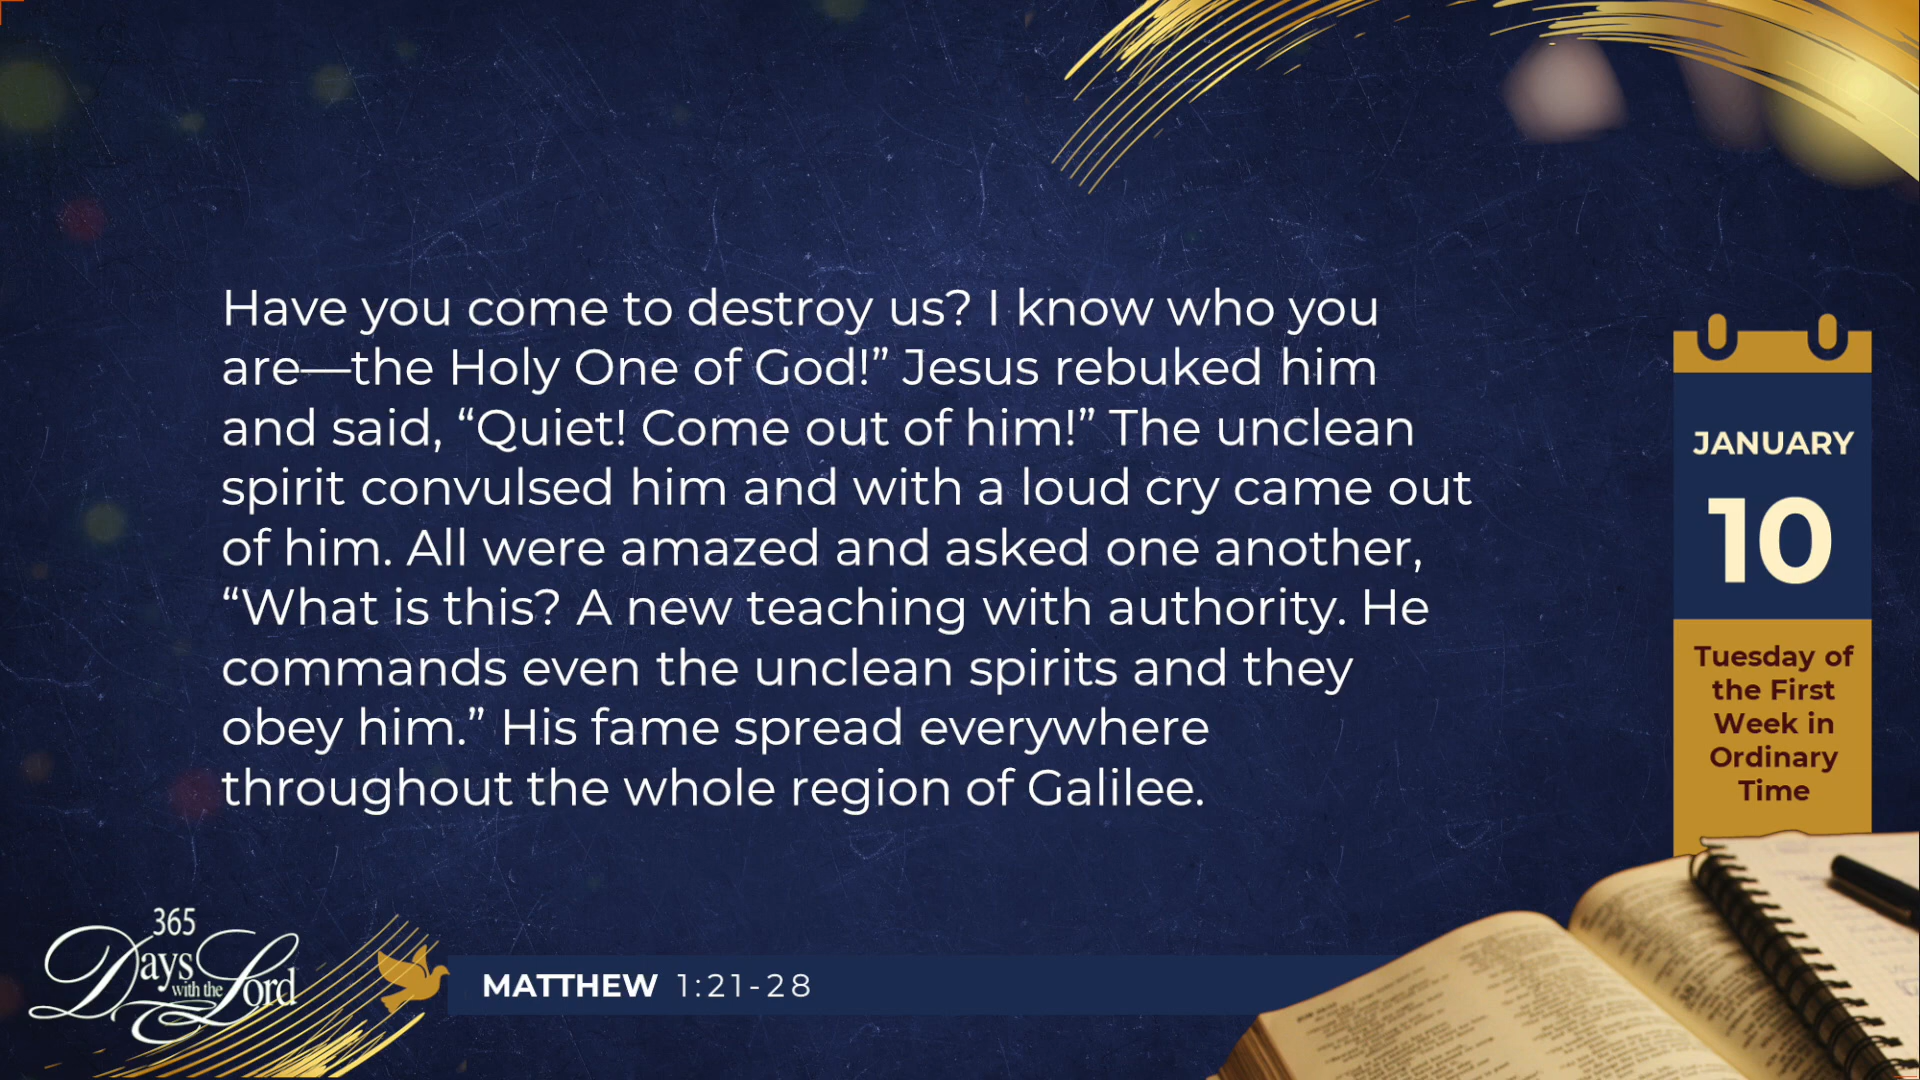 Have you come to destroy us? I know who you
are—the Holy One of God!” Jesus rebuked him
and said, “Quiet! Come out of him!” The unclean
spirit convulsed him and with a loud cry came out
of him. All were amazed and asked one another,
“What is this? A new teaching with authority. He
commands even the unclean spirits and they
obey him.” His fame spread everywhere
throughout the whole region of Galilee.
JANUARY
10
Tuesday of
the First
Week in
Ordinary
Time
365
Days
with the
Lord
MATTHEW 1:21-28